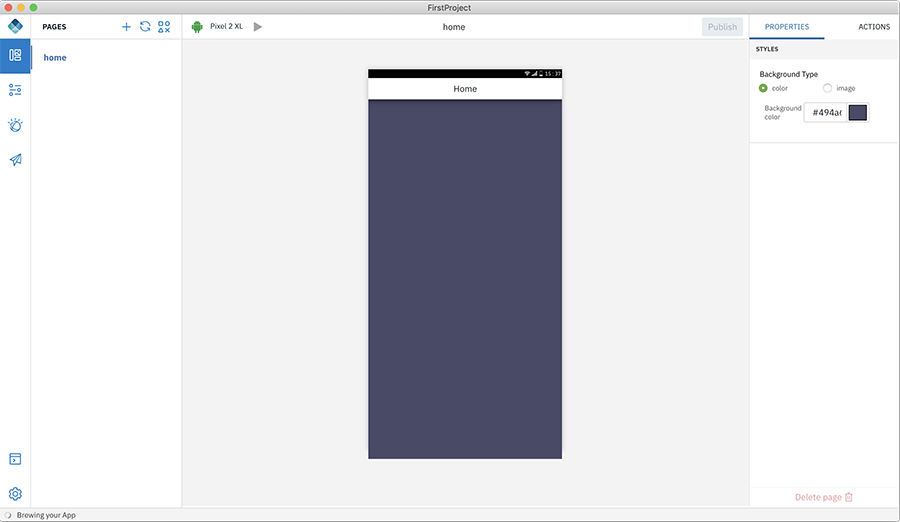 FirstProject
PAGES
Pixel 2 XL
home
Publish
PROPERTIES
ACTIONS
home
STYLES
15:37
Home
Background Type
color
image
Background
color
#494a6
Delete page
Brewing your App